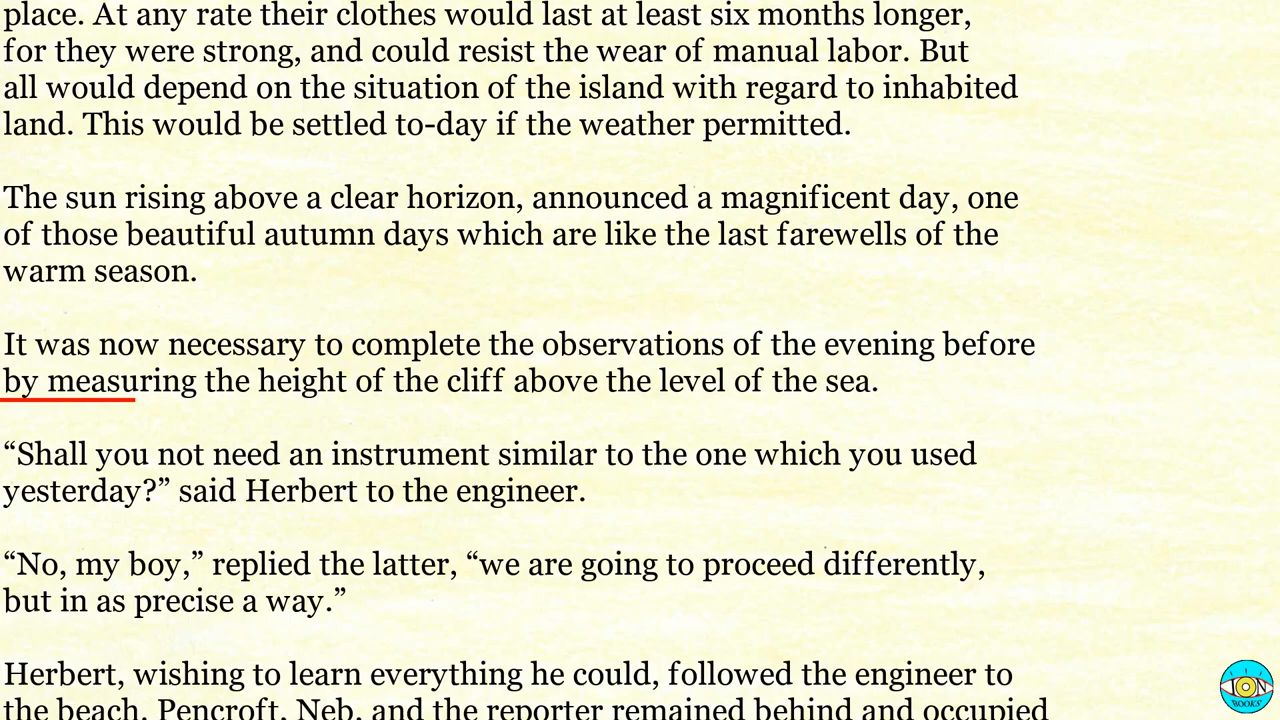 place. At any rate their clothes would last at least six months longer,
for they were strong, and could resist the wear of manual labor. But
all would depend on the situation of the island with regard to inhabited
land. This would be settled to-day if the weather permitted.
The sun rising above a clear horizon, announced a magnificent day, one
of those beautiful autumn days which are like the last farewells of the
warm season.
It was now necessary to complete the observations of the evening before
by measuring the height of the cliff above the level of the sea.
“Shall you not need an instrument similar to the one which you used
yesterday?” said Herbert to the engineer.
“No, my boy,” replied the latter, “we are going to proceed differently,
but in as precise a way.”
Herbert, wishing to learn everything he could, followed the engineer to
the beach. Pencroft, Neb, and the reporter remained behind and occupied
ION
BOOKS